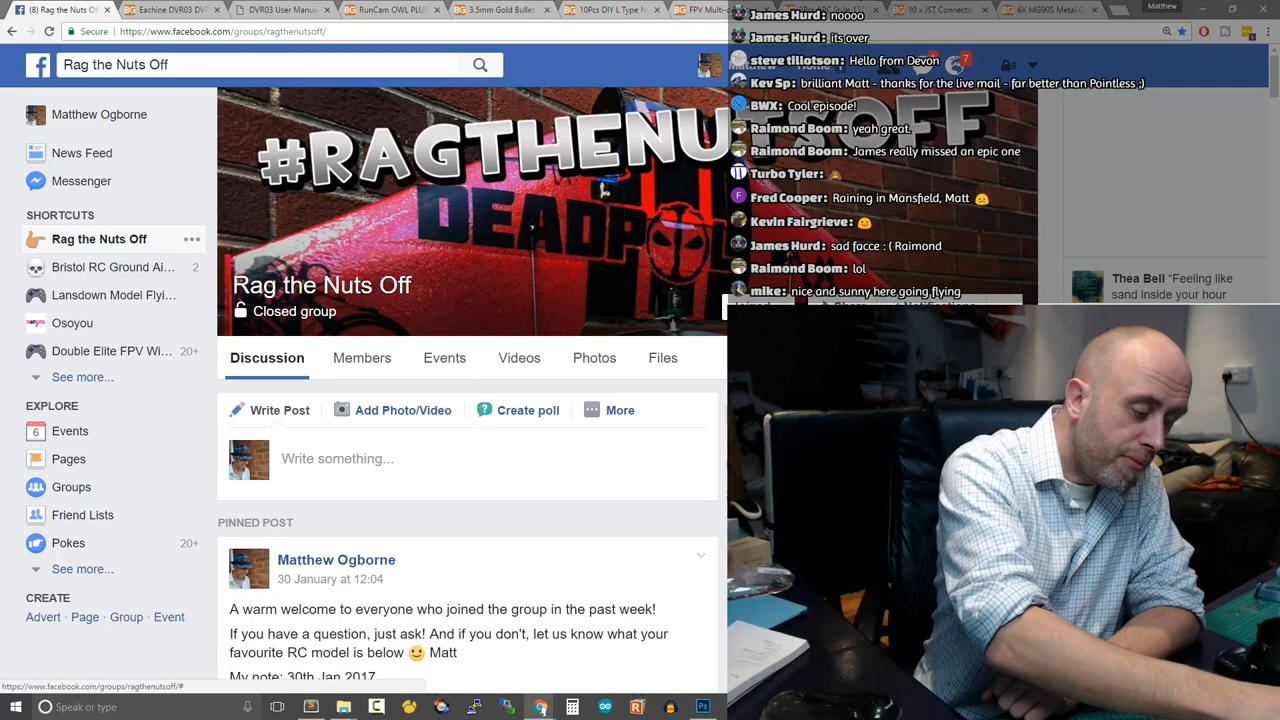 (8) Rag the Nuts Off
Eachine DVR03 DVR
DVR03 User Manual
RunCam OWL PLUS
3.5mm Gold Bullet
10Pcs DIY L Type N
FPV Multi-
10 x JST Connector
6X MG90S Metal G
Matthew
Secure
https://www.facebook.com/groups/ragthenutsoff/
Rag the Nuts Off
James Hurd: noooo
James Hurd: its over
steve tillotson: Hello from Devon
Kev Sp: brilliant Matt - thanks for the live mail - far better than Pointless ;)
BWX: Cool episode!
Raimond Boom: yeah great.
Raimond Boom: James really missed an epic one
Turbo Tyler: 🙈
Fred Cooper: Raining in Mansfield, Matt 🙁
Kevin Fairgrieve: 🙁
James Hurd: sad facce : ( Raimond
Raimond Boom: lol
mike: nice and sunny here going flying
7
Matthew Ogborne
News Feed
Messenger
SHORTCUTS
Rag the Nuts Off
Bristol RC Ground Ai... 2
Lansdown Model Flyi...
Osoyou
Double Elite FPV Wi... 20+
See more...
EXPLORE
6 Events
Pages
Groups
Friend Lists
Pokes 20+
See more...
CREATE
Advert · Page · Group · Event
#RAGTHENUTSOFF
DEADPOOL
Rag the Nuts Off
Closed group
Thea Bell “Feeling like
sand inside your hour
Discussion Members Events Videos Photos Files
Write Post Add Photo/Video Create poll More
Write something...
PINNED POST
Matthew Ogborne
30 January at 12:04
A warm welcome to everyone who joined the group in the past week!
If you have a question, just ask! And if you don't, let us know what your
favourite RC model is below 😉 Matt
My note: 30th Jan 2017
https://www.facebook.com/groups/ragthenutsoff/#
Speak or type